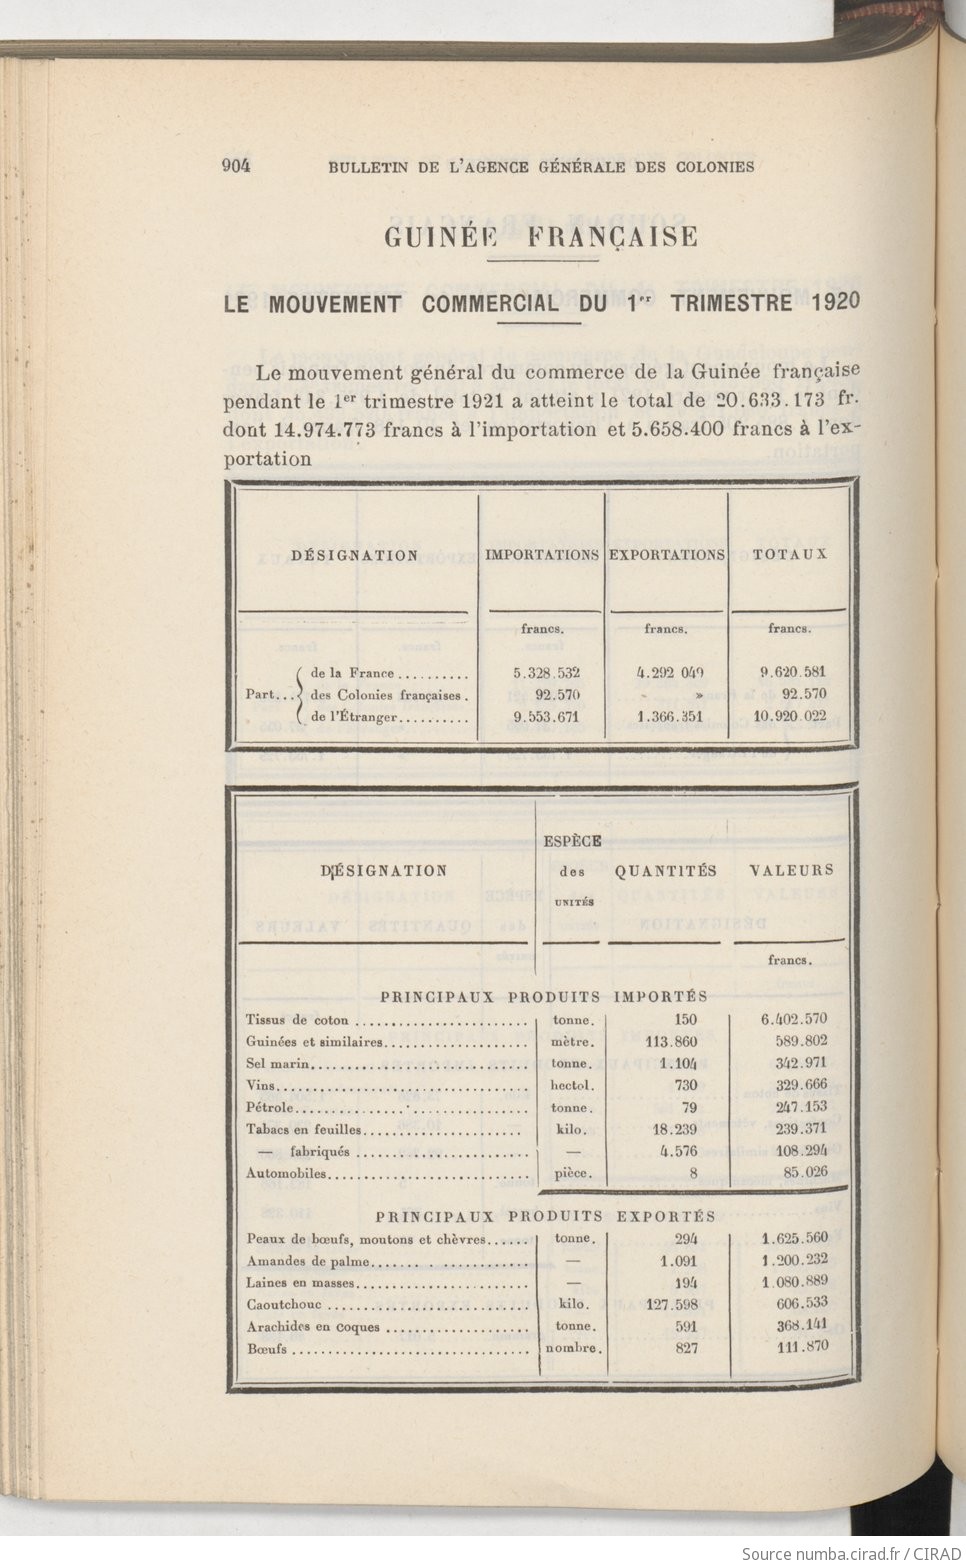 904 BULLETIN DE L'AGENCE GÉNÉRALE DES COLONIES
GUINÉE FRANÇAISE
LE MOUVEMENT COMMERCIAL DU 1er TRIMESTRE 1920
Le mouvement général du commerce de la Guinée française
pendant le 1er trimestre 1921 a atteint le total de 20.633.173 fr.
dont 14.974.773 francs à l'importation et 5.658.400 francs à l'ex-
portation
DÉSIGNATION IMPORTATIONS EXPORTATIONS TOTAUX
francs. francs. francs.
de la France .......... 5.328.532 4.292 049 9.620.581
Part... des Colonies françaises. 92.570 » 92.570
de l'Étranger.......... 9.553.671 1.366.351 10.920.022
ESPÈCE
DÉSIGNATION des QUANTITÉS VALEURS
UNITÉS
francs.
PRINCIPAUX PRODUITS IMPORTÉS
Tissus de coton ........................ tonne. 150 6.402.570
Guinées et similaires.................... mètre. 113.860 589.802
Sel marin.............................. tonne. 1.104 342.971
Vins................................... hectol. 730 329.666
Pétrole................................ tonne. 79 247.153
Tabacs en feuilles...................... kilo. 18.239 239.371
— fabriqués ........................ — 4.576 108.294
Automobiles............................ pièce. 8 85.026
PRINCIPAUX PRODUITS EXPORTÉS
Peaux de bœufs, moutons et chèvres...... tonne. 294 1.625.560
Amandes de palme...................... — 1.091 1.200.232
Laines en masses........................ — 194 1.080.889
Caoutchouc ............................ kilo. 127.598 606.533
Arachides en coques .................... tonne. 591 368.141
Bœufs ................................. nombre. 827 111.870
Source numba.cirad.fr / CIRAD